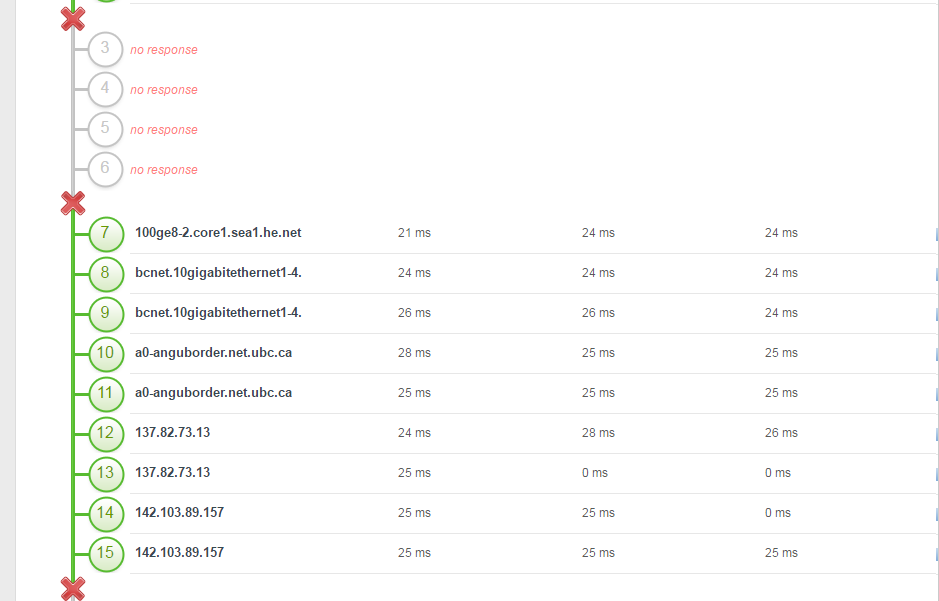 3 no response
4 no response
5 no response
6 no response
7 100ge8-2.core1.sea1.he.net 21 ms 24 ms 24 ms
8 bcnet.10gigabitethernet1-4. 24 ms 24 ms 24 ms
9 bcnet.10gigabitethernet1-4. 26 ms 26 ms 24 ms
10 a0-anguborder.net.ubc.ca 28 ms 25 ms 25 ms
11 a0-anguborder.net.ubc.ca 25 ms 25 ms 25 ms
12 137.82.73.13 24 ms 28 ms 26 ms
13 137.82.73.13 25 ms 0 ms 0 ms
14 142.103.89.157 25 ms 25 ms 0 ms
15 142.103.89.157 25 ms 25 ms 25 ms